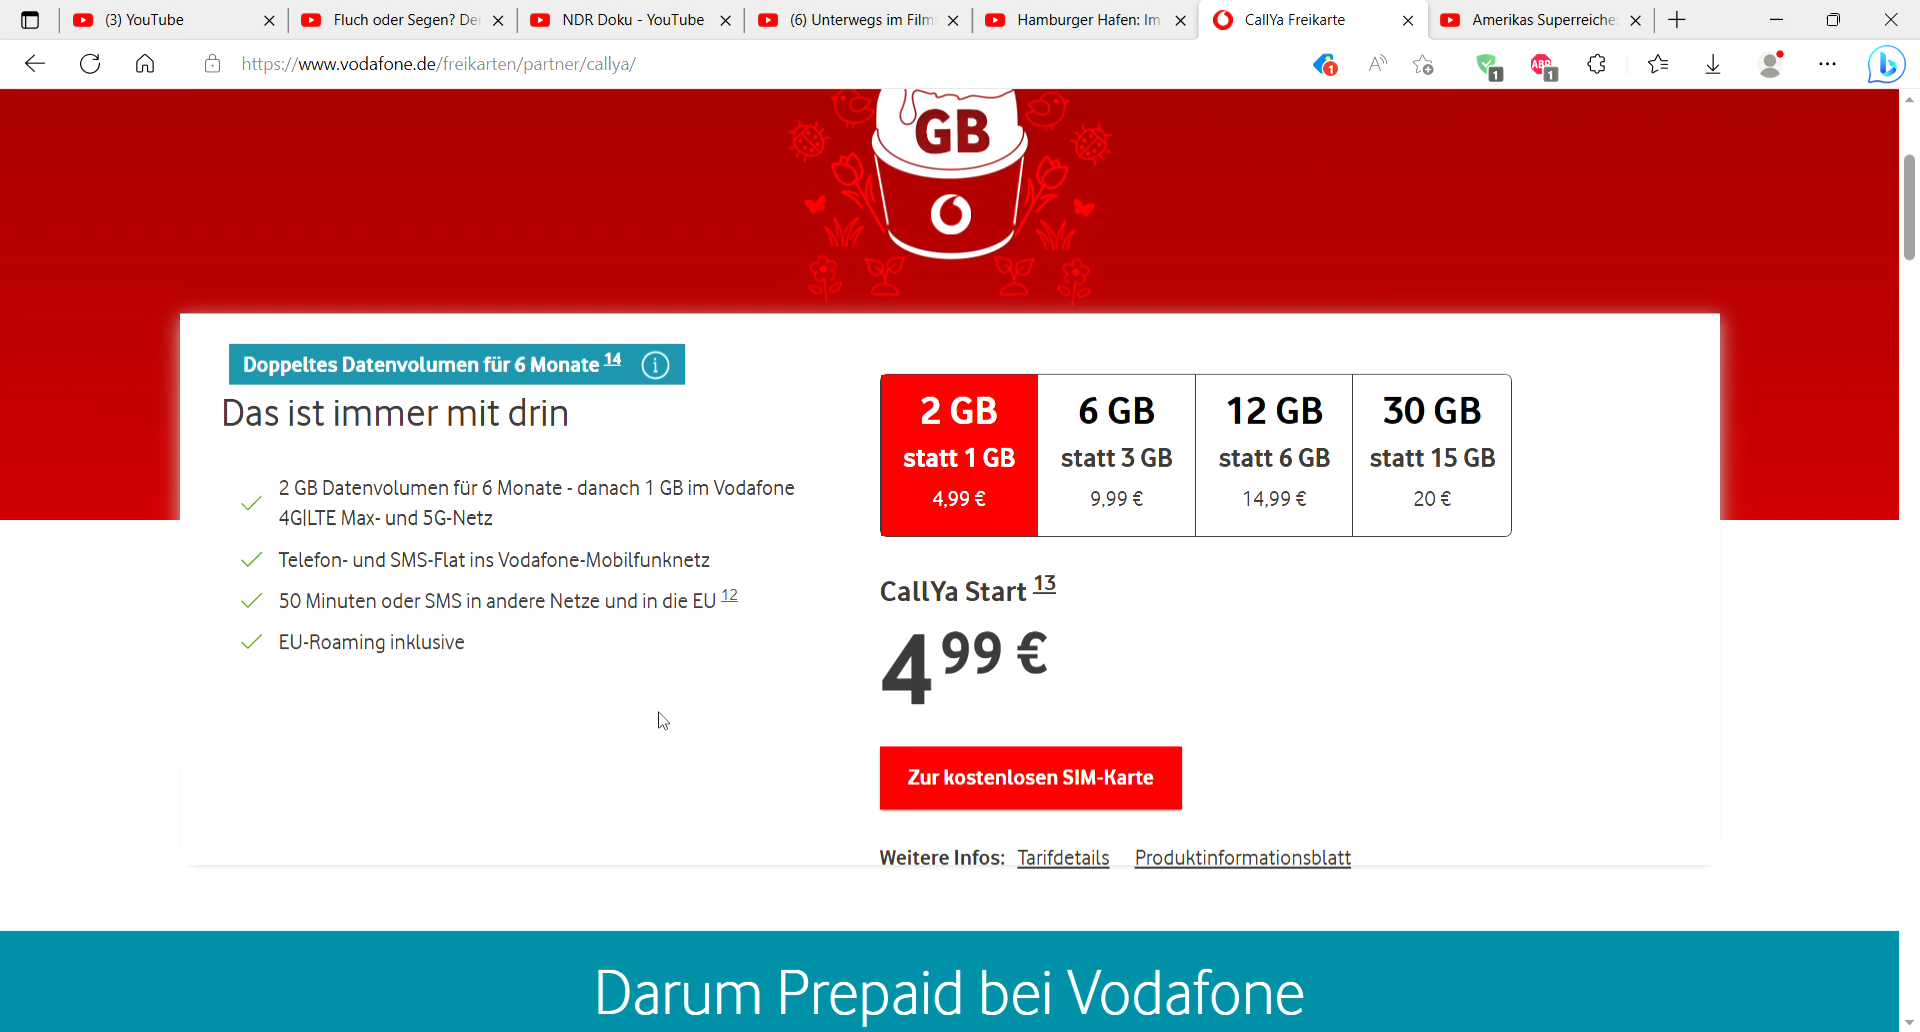 (3) YouTube
Fluch oder Segen? De
NDR Doku - YouTube
(6) Unterwegs im Film
Hamburger Hafen: Im
CallYa Freikarte
Amerikas Superreiche:
https://www.vodafone.de/freikarten/partner/callya/
1
A
1
ABP
1
GB
Doppeltes Datenvolumen für 6 Monate 14
Das ist immer mit drin
2 GB Datenvolumen für 6 Monate - danach 1 GB im Vodafone
4G|LTE Max- und 5G-Netz
Telefon- und SMS-Flat ins Vodafone-Mobilfunknetz
50 Minuten oder SMS in andere Netze und in die EU 12
EU-Roaming inklusive
2 GB
statt 1 GB
4,99 €
6 GB
statt 3 GB
9,99 €
12 GB
statt 6 GB
14,99 €
30 GB
statt 15 GB
20 €
CallYa Start 13
4 99 €
Zur kostenlosen SIM-Karte
Weitere Infos: Tarifdetails Produktinformationsblatt
Darum Prepaid bei Vodafone